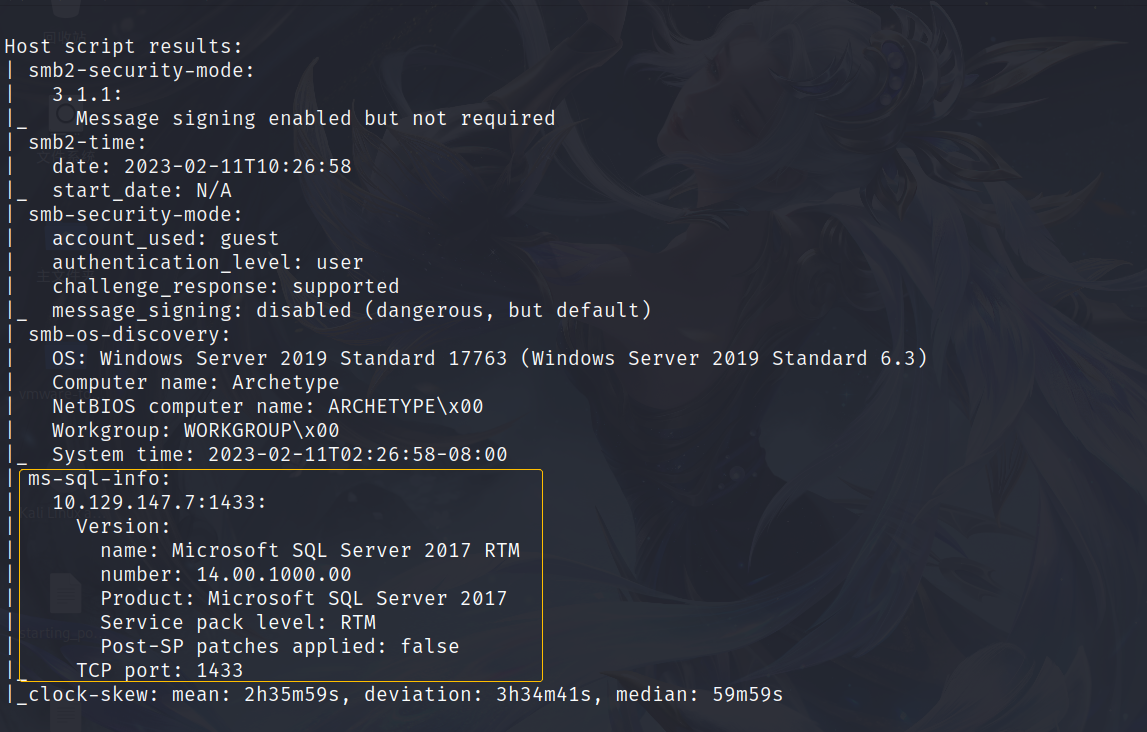 Host script results:
| smb2-security-mode:
|   3.1.1:
|_    Message signing enabled but not required
| smb2-time:
|   date: 2023-02-11T10:26:58
|_  start_date: N/A
| smb-security-mode:
|   account_used: guest
|   authentication_level: user
|   challenge_response: supported
|_  message_signing: disabled (dangerous, but default)
| smb-os-discovery:
|   OS: Windows Server 2019 Standard 17763 (Windows Server 2019 Standard 6.3)
|   Computer name: Archetype
|   NetBIOS computer name: ARCHETYPE\x00
|   Workgroup: WORKGROUP\x00
|_  System time: 2023-02-11T02:26:58-08:00
| ms-sql-info:
|   10.129.147.7:1433:
|     Version:
|       name: Microsoft SQL Server 2017 RTM
|       number: 14.00.1000.00
|       Product: Microsoft SQL Server 2017
|       Service pack level: RTM
|       Post-SP patches applied: false
|_    TCP port: 1433
|_clock-skew: mean: 2h35m59s, deviation: 3h34m41s, median: 59m59s